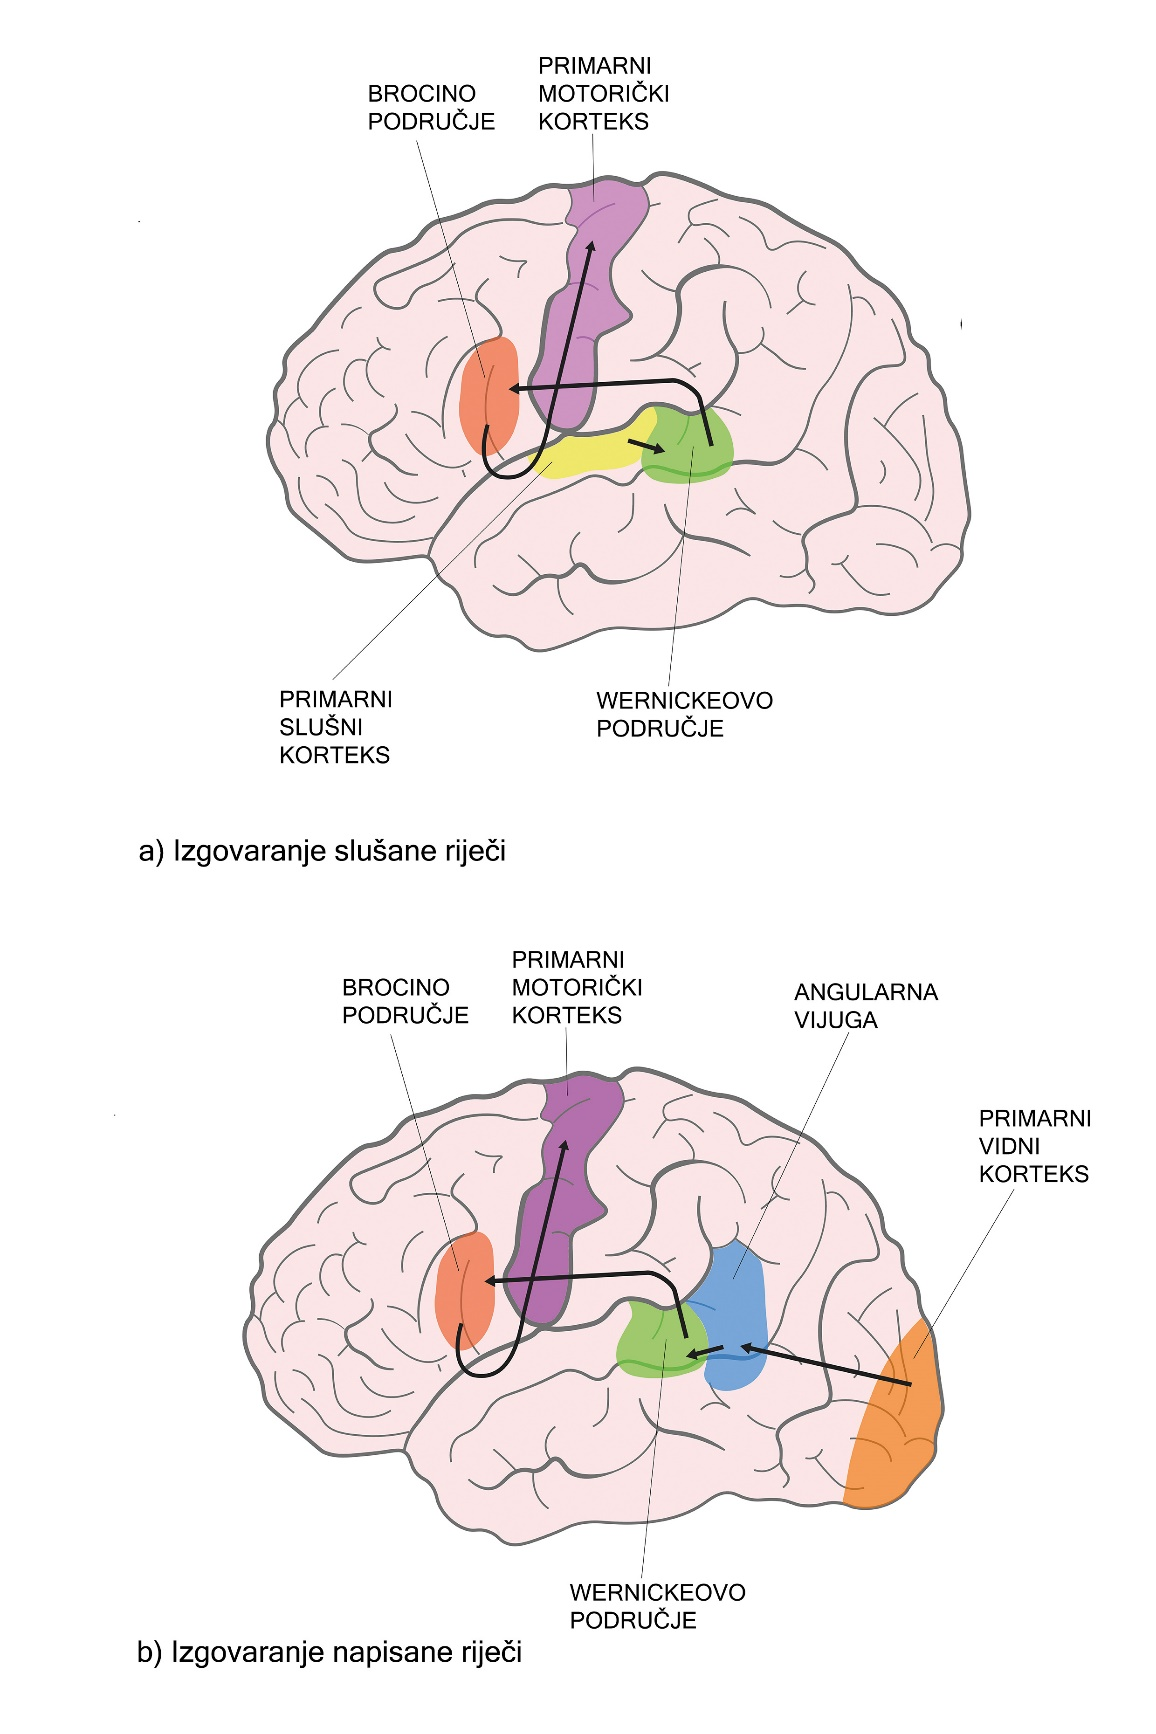 BROCINO
PODRUČJE
PRIMARNI
MOTORIČKI
KORTEKS
PRIMARNI
SLUŠNI
KORTEKS
WERNICKEOVO
PODRUČJE
a) Izgovaranje slušane riječi
BROCINO
PODRUČJE
PRIMARNI
MOTORIČKI
KORTEKS
ANGULARNA
VIJUGA
PRIMARNI
VIDNI
KORTEKS
WERNICKEOVO
PODRUČJE
b) Izgovaranje napisane riječi